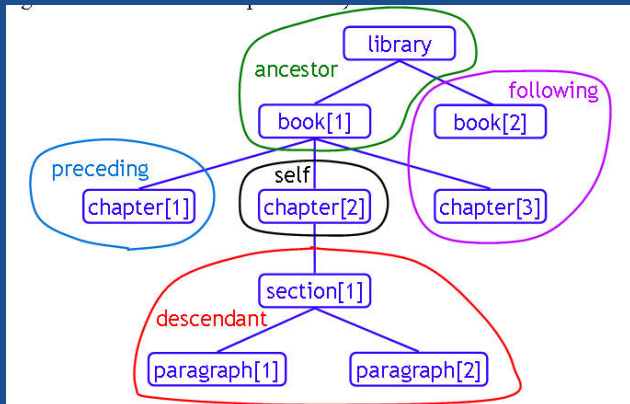 library
ancestor
following
book[1]
book[2]
preceding
self
chapter[1]
chapter[2]
chapter[3]
section[1]
descendant
paragraph[1]
paragraph[2]